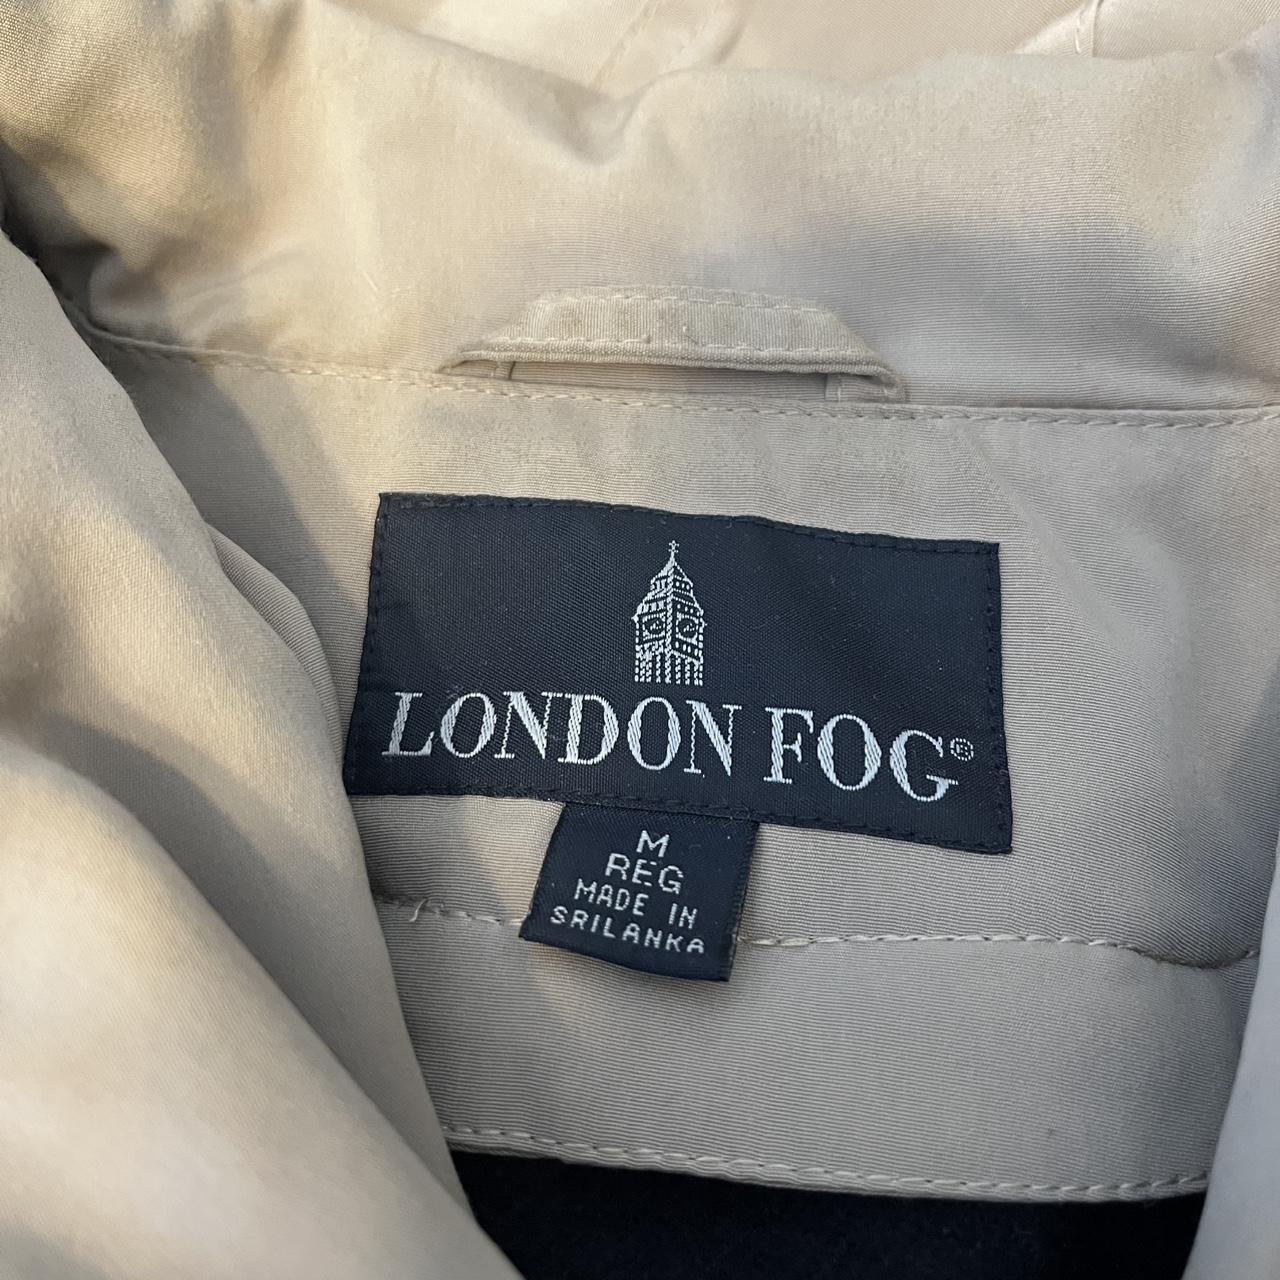 LONDON FOG®
M
REG
MADE IN
SRILANKA